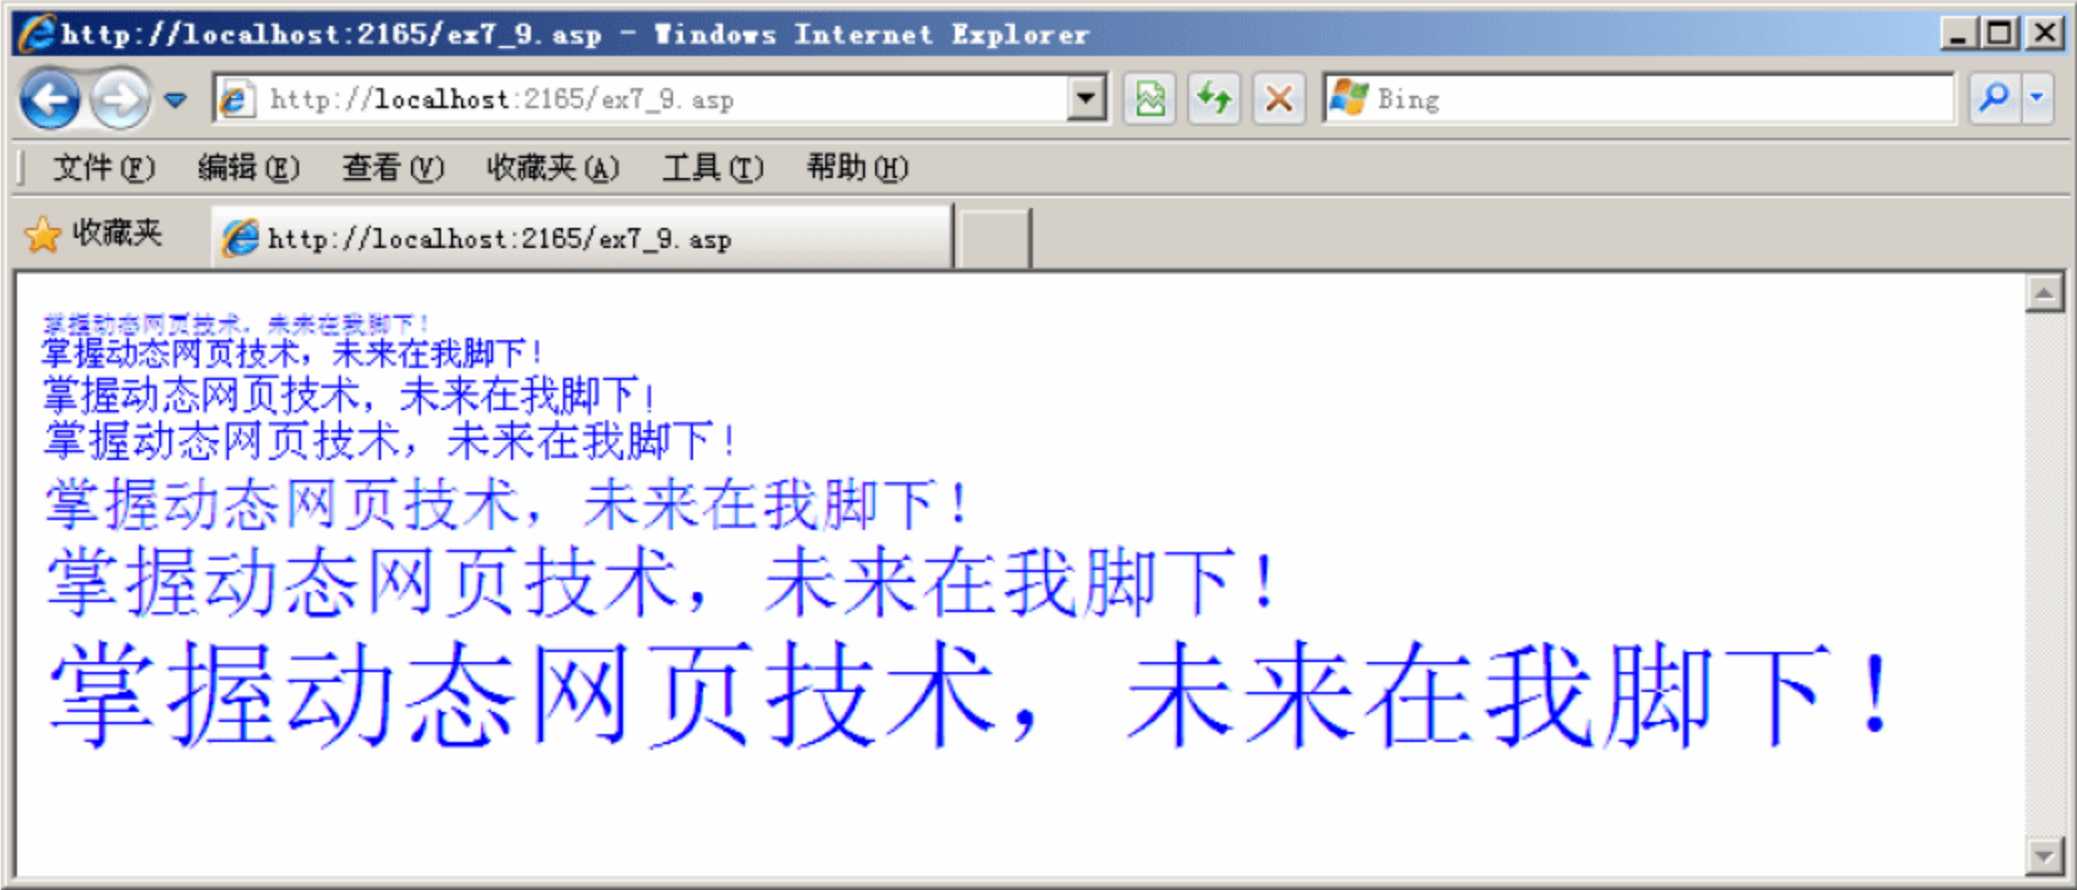 http://localhost:2165/ex7_9.asp - Windows Internet Explorer
http://localhost:2165/ex7_9.asp
Bing
文件(F) 编辑(E) 查看(V) 收藏夹(A) 工具(T) 帮助(H)
收藏夹
http://localhost:2165/ex7_9.asp
掌握动态网页技术，未来在我脚下！
掌握动态网页技术，未来在我脚下！
掌握动态网页技术，未来在我脚下！
掌握动态网页技术，未来在我脚下！
掌握动态网页技术，未来在我脚下！
掌握动态网页技术，未来在我脚下！
掌握动态网页技术，未来在我脚下！